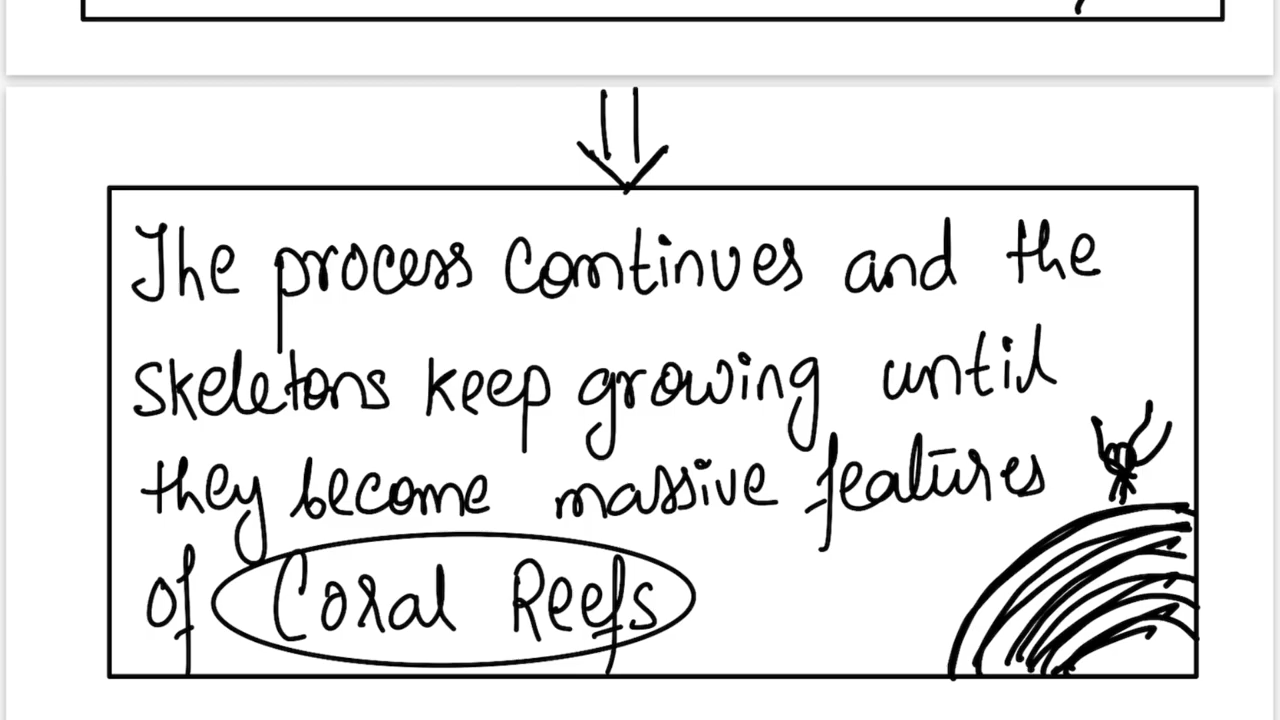 The process continues and the
skeletons keep growing until
they become massive features
of Coral Reefs